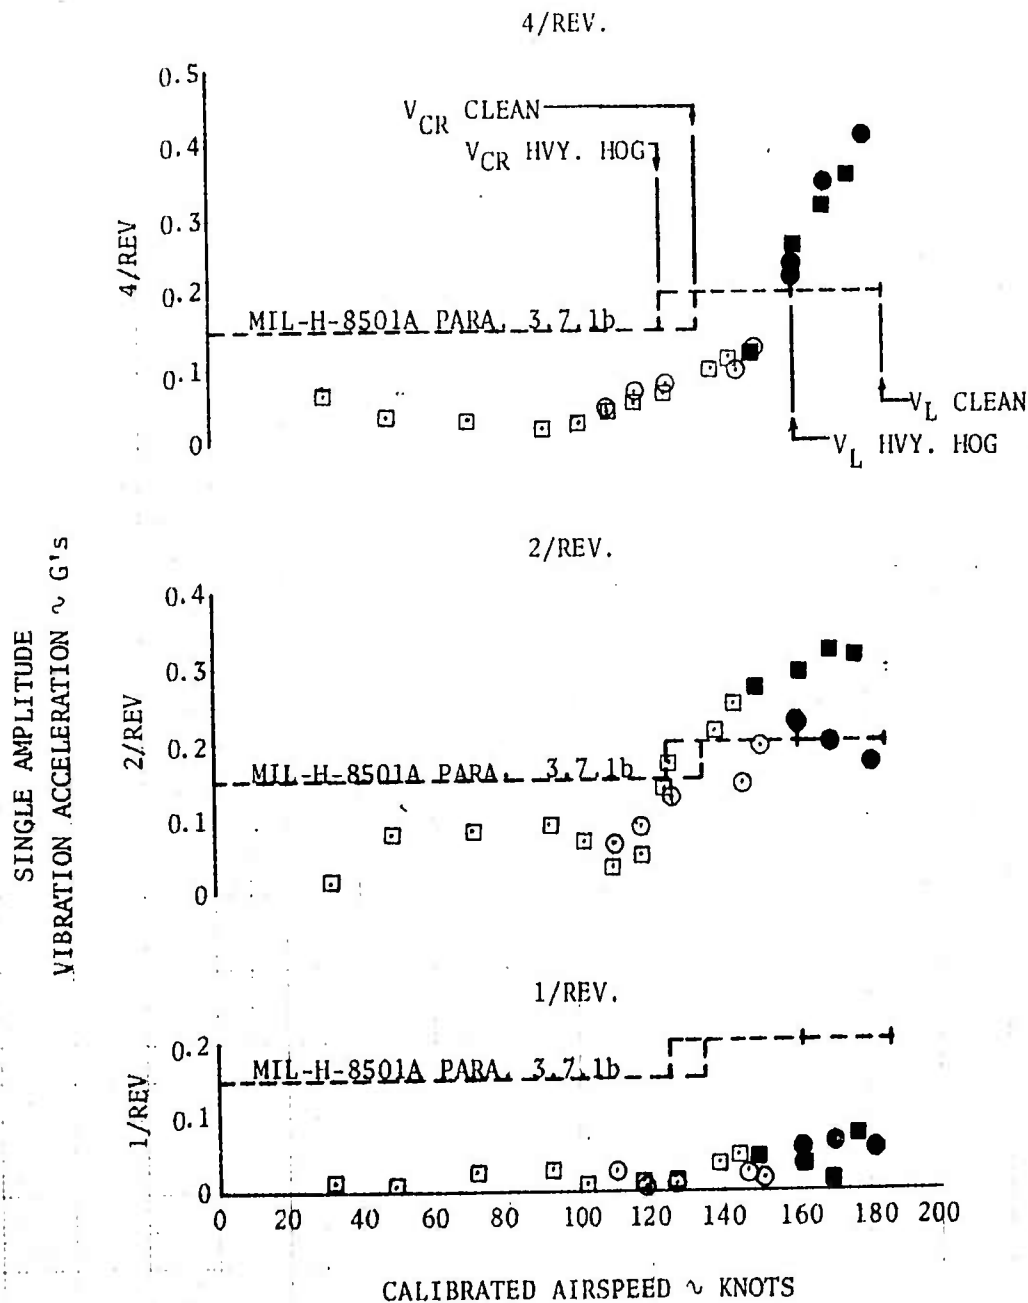 4/REV.
0.5
0.4
0.3
0.2
0.1
0
4/REV
V_CR CLEAN
V_CR HVY. HOG
MIL-H-8501A PARA. 3.7.1b
V_L CLEAN
V_L HVY. HOG
SINGLE AMPLITUDE
VIBRATION ACCELERATION ~ G's
2/REV.
0.4
0.3
0.2
0.1
0
2/REV
MIL-H-8501A PARA. 3.7.1b
1/REV.
0.2
0.1
0
1/REV
MIL-H-8501A PARA. 3.7.1b
0 20 40 60 80 100 120 140 160 180 200
CALIBRATED AIRSPEED ~ KNOTS